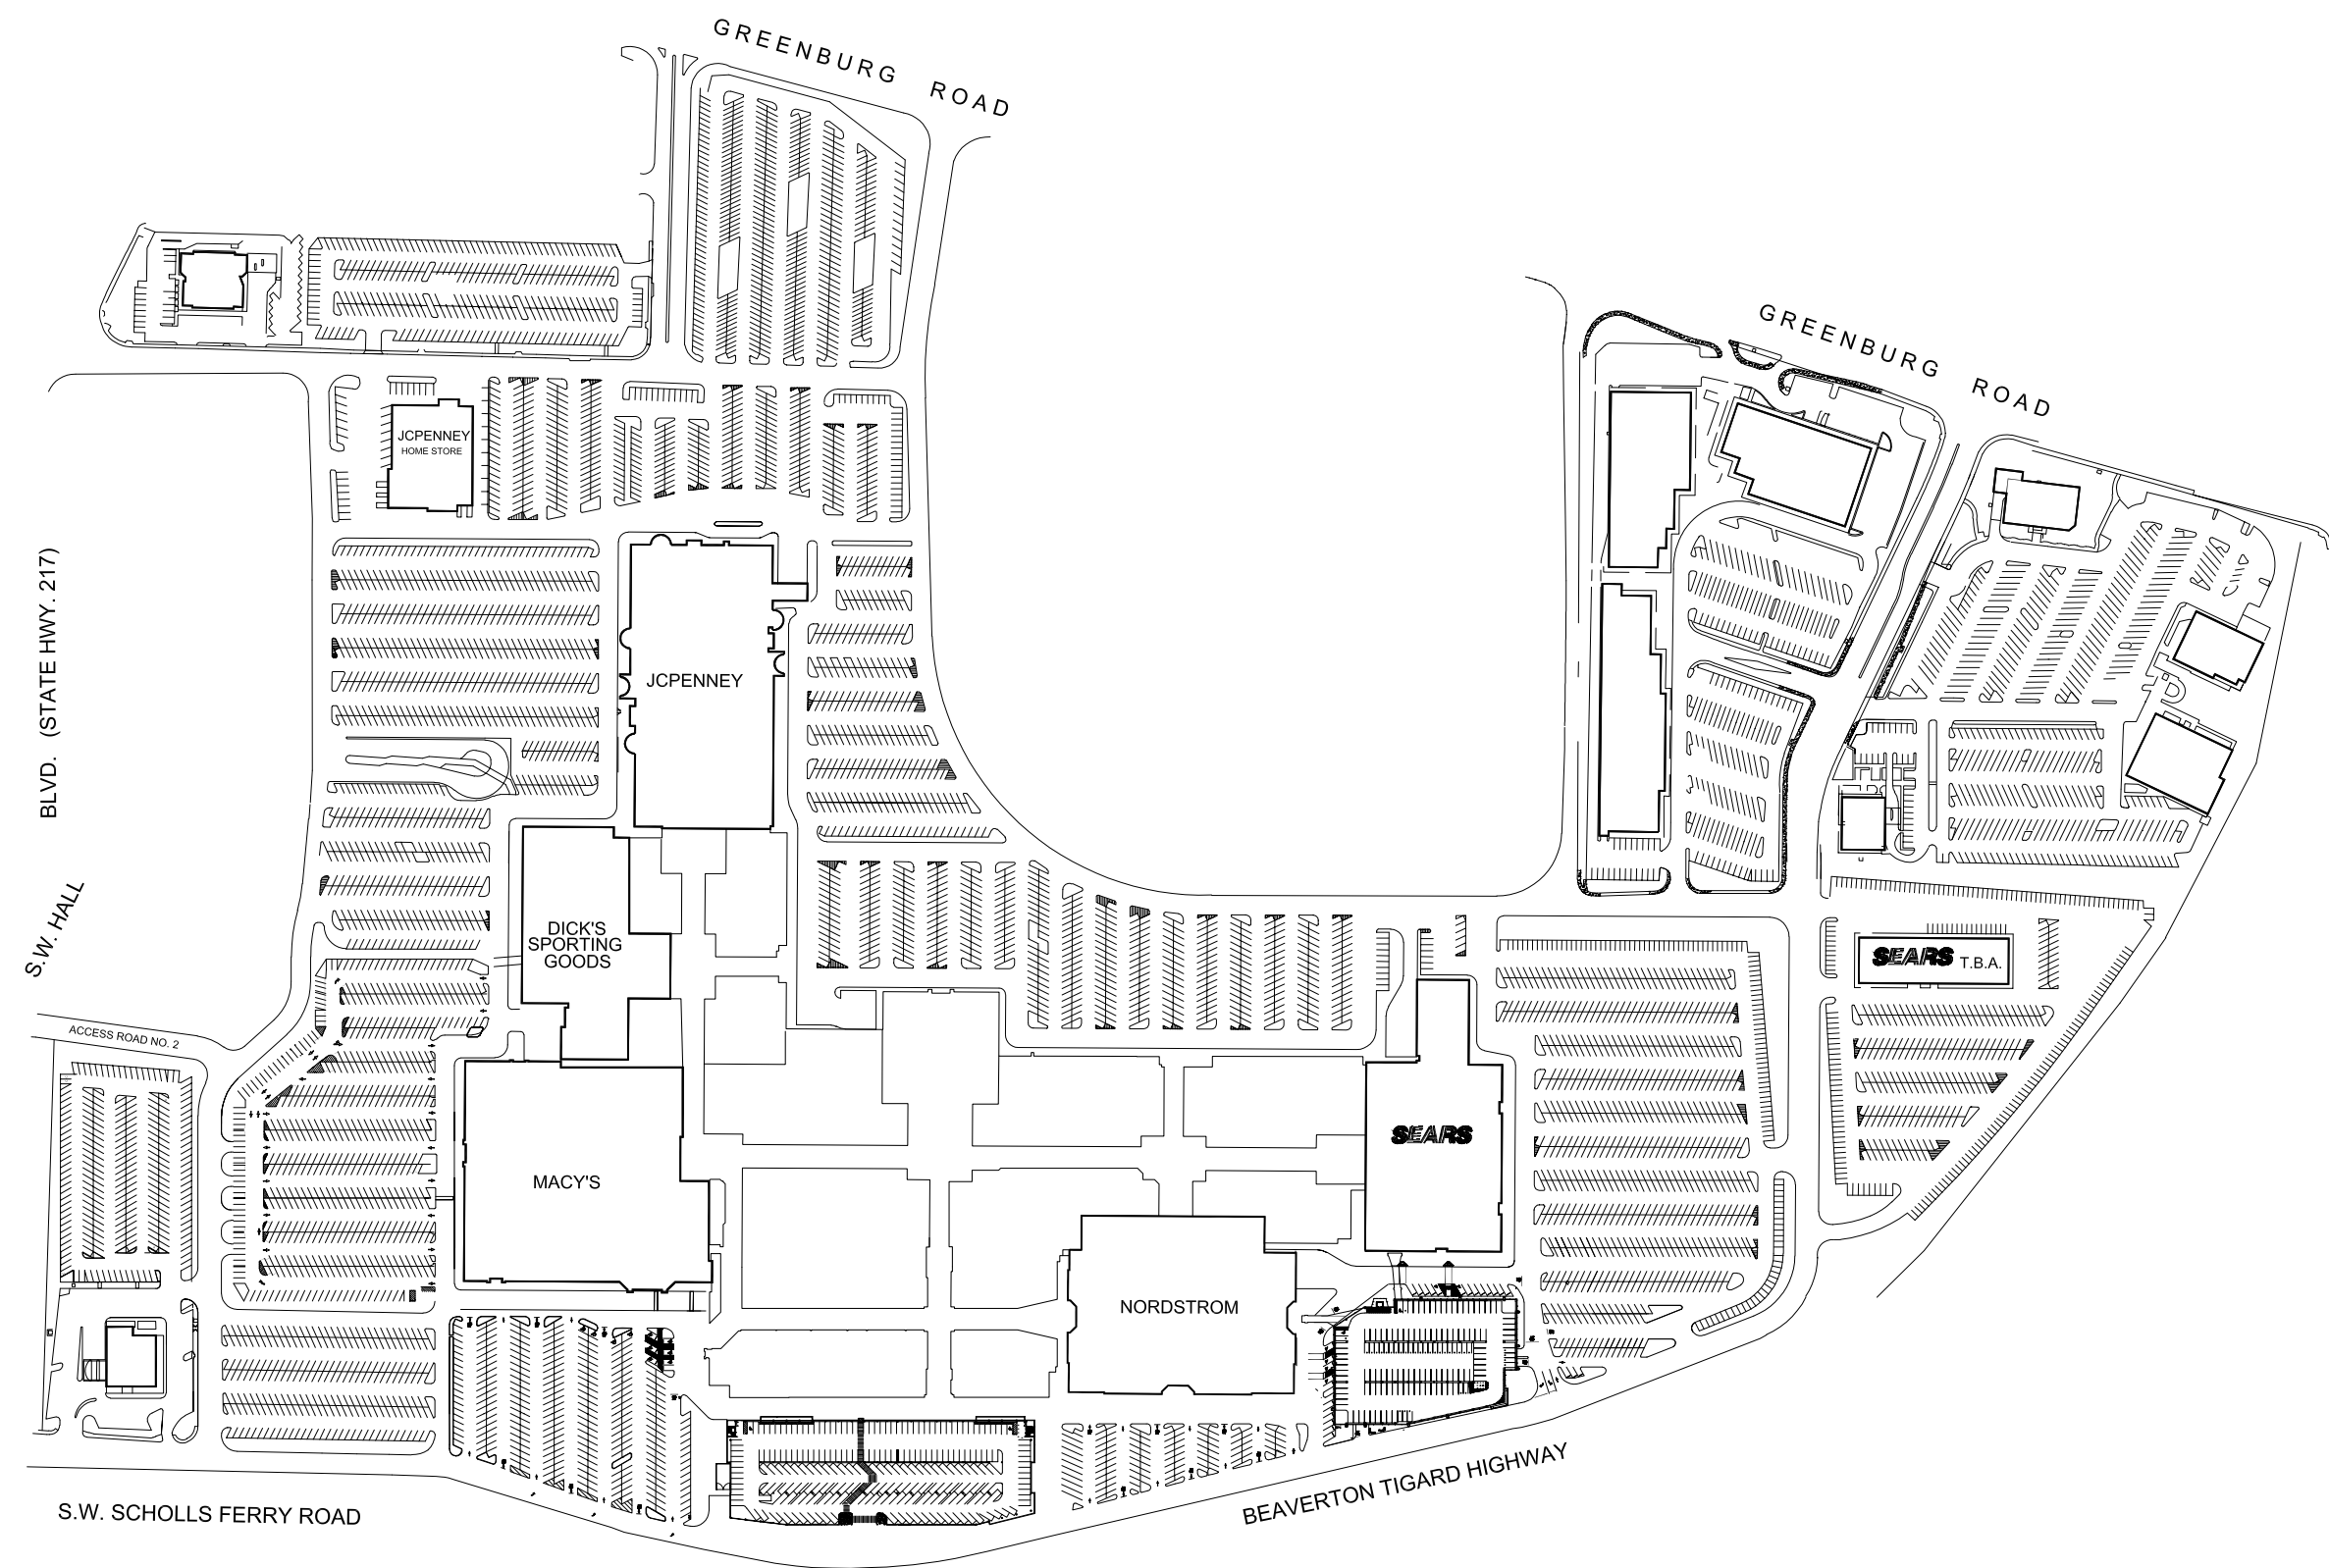 GREENBURG ROAD
GREENBURG ROAD
JCPENNEY
HOME STORE
BLVD. (STATE HWY. 217)
JCPENNEY
S.W. HALL
DICK'S
SPORTING
GOODS
SEARS T.B.A.
ACCESS ROAD NO. 2
SEARS
MACY'S
NORDSTROM
BEAVERTON TIGARD HIGHWAY
S.W. SCHOLLS FERRY ROAD